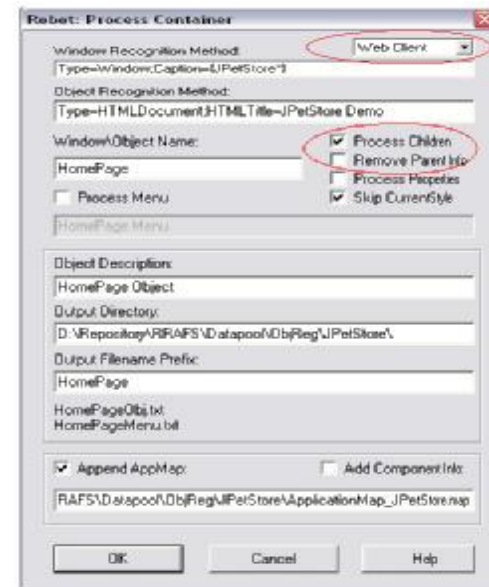 Robot: Process Container
Window Recognition Method:
Web Client
Type=Window;Caption={JPetStore*}
Object Recognition Method:
Type=HTMLDocument;HTMLTitle=JPetStore Demo
Window\Object Name:
Process Children
Remove Parent Info
HomePage
Process Properties
Process Menu
Skip CurrentStyle
HomePage Menu
Object Description:
HomePage Object
Output Directory:
D:\Repository\RRAFS\Datapool\ObjReg\JPetStore\
Output Filename Prefix:
HomePage
HomePageObj.txt
HomePageMenu.txt
Append AppMap:
Add Component Info:
RAFS\Datapool\ObjReg\JPetStore\ApplicationMap_JPetStore.map
OK
Cancel
Help